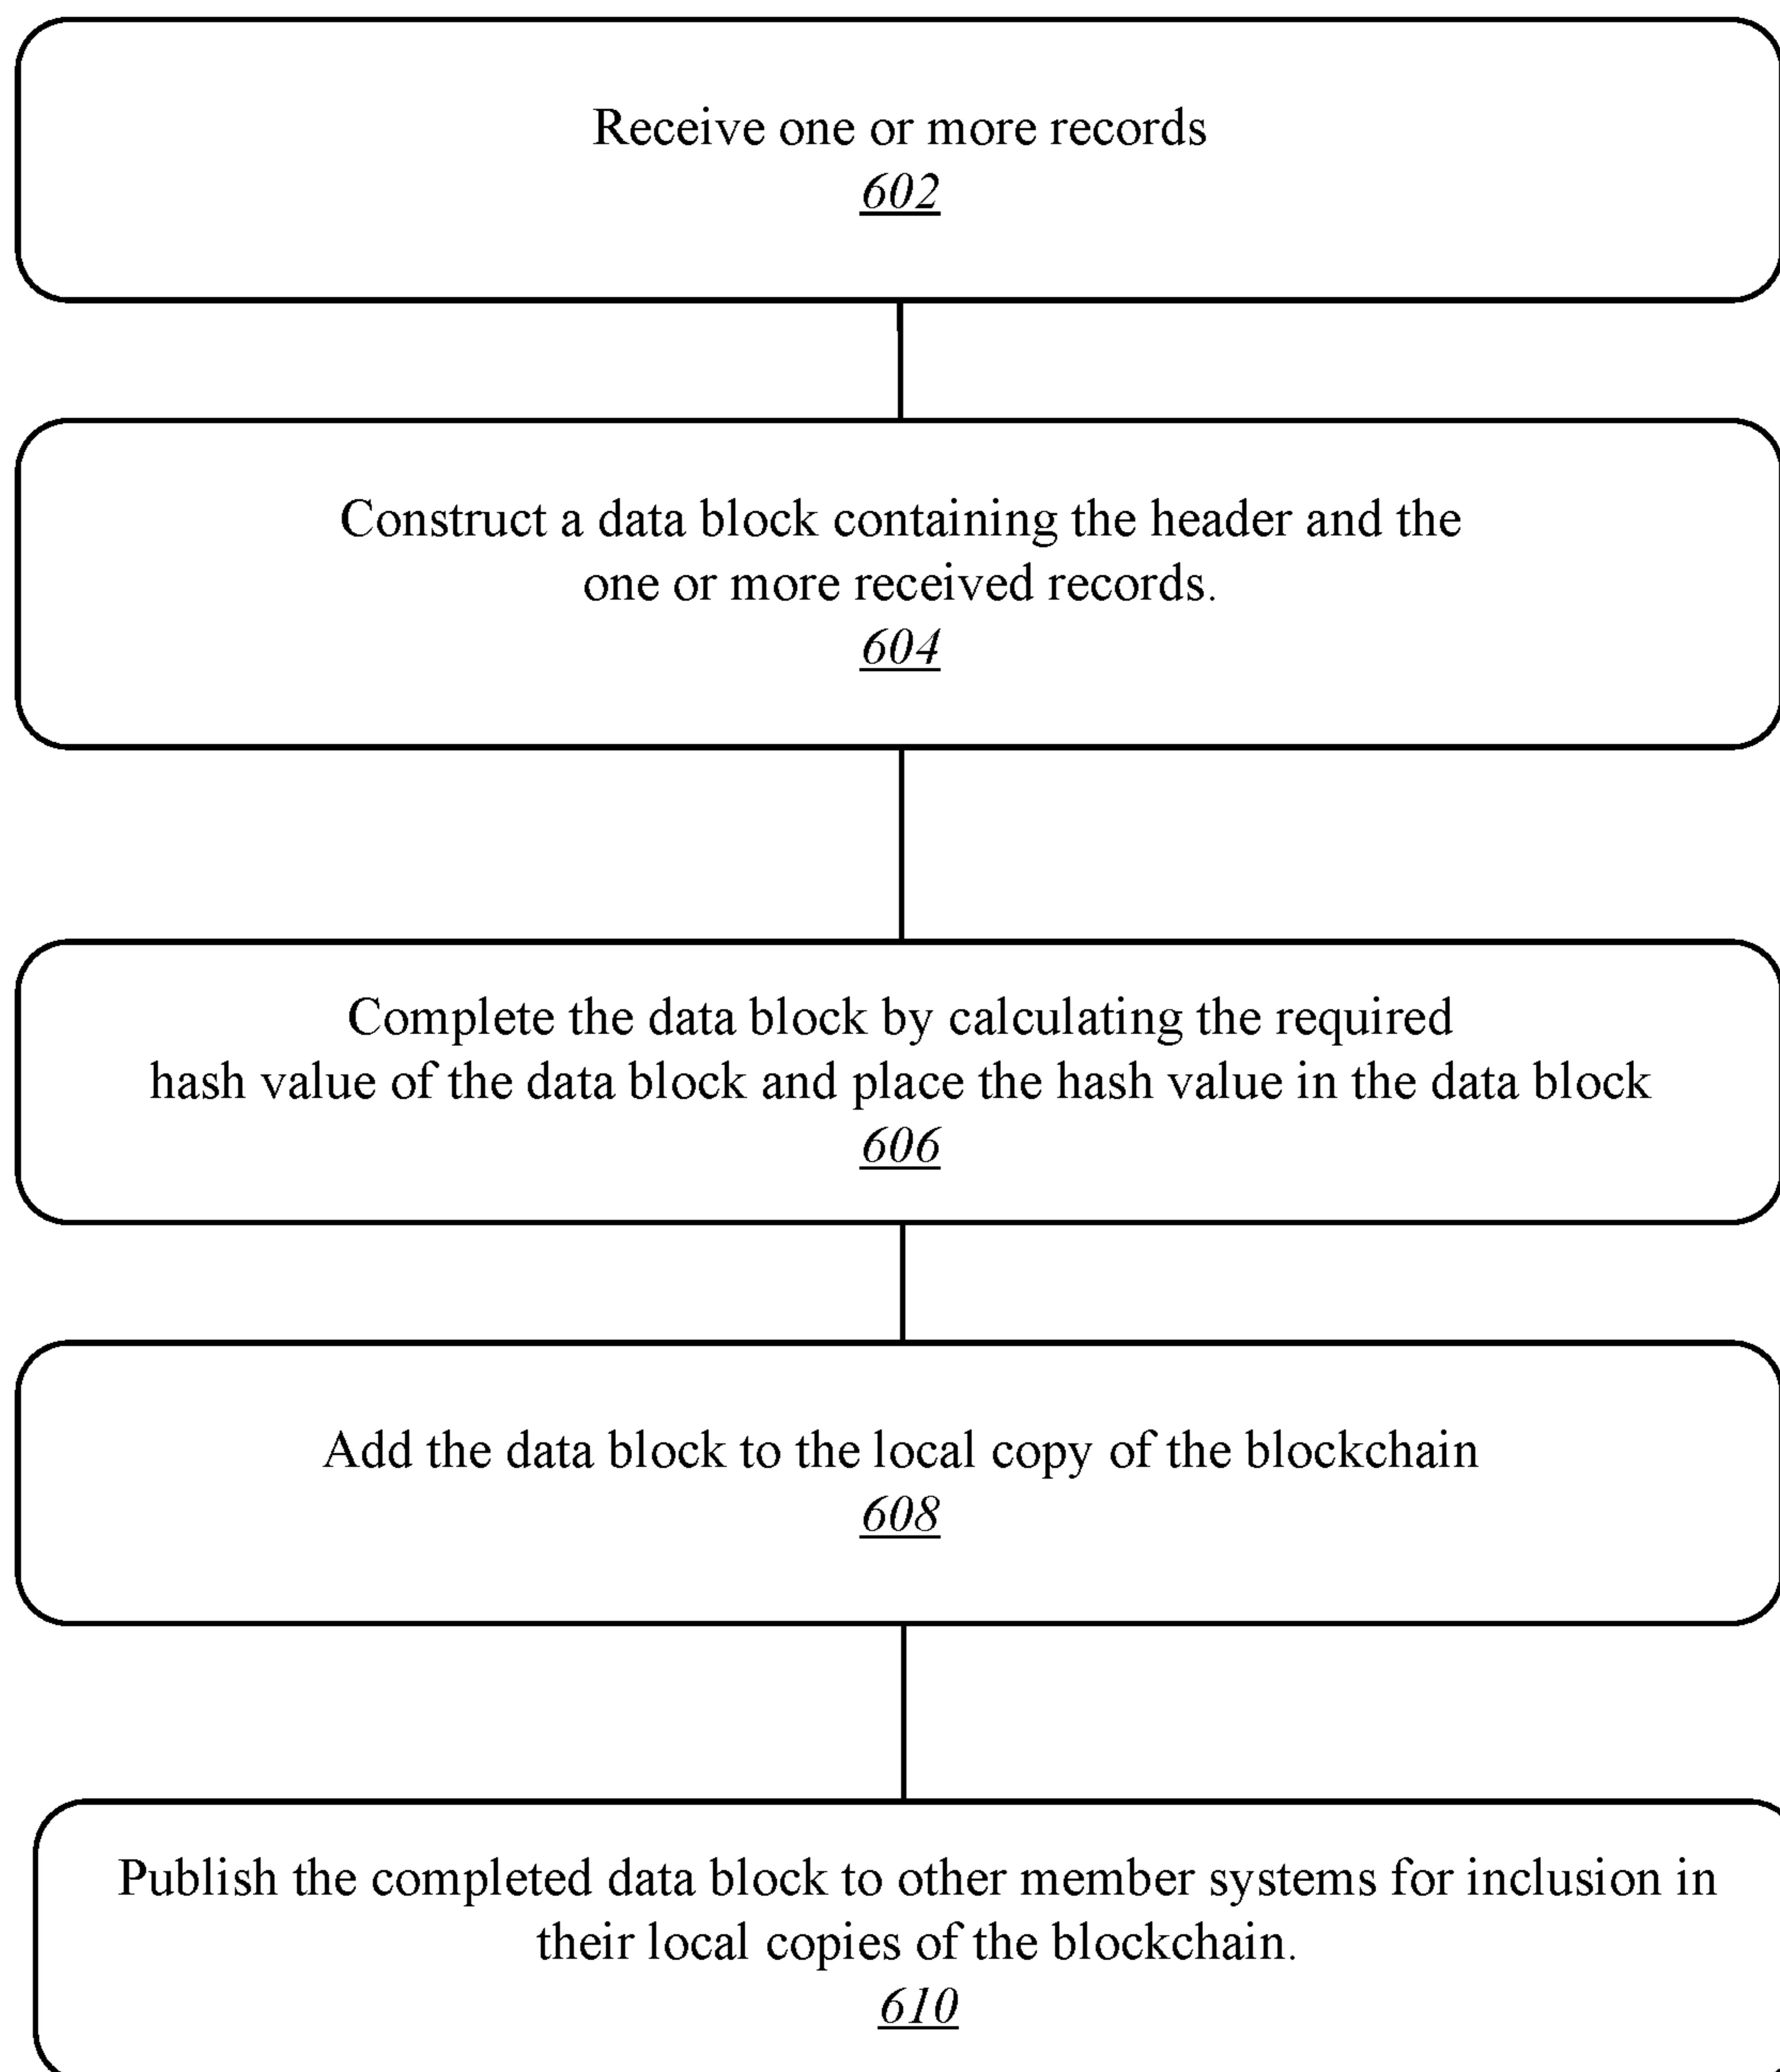 Receive one or more records
602
Construct a data block containing the header and the
one or more received records.
604
Complete the data block by calculating the required
hash value of the data block and place the hash value in the data block
606
Add the data block to the local copy of the blockchain
608
Publish the completed data block to other member systems for inclusion in
their local copies of the blockchain.
610